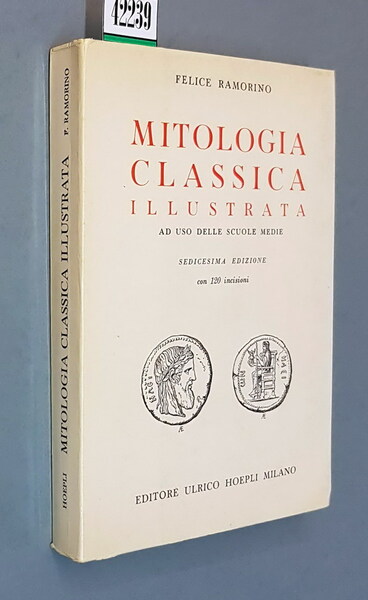 42239
FELICE RAMORINO
MITOLOGIA
CLASSICA
ILLUSTRATA
AD USO DELLE SCUOLE MEDIE
SEDICESIMA EDIZIONE
con 120 incisioni
EDITORE ULRICO HOEPLI MILANO
HOEPLI MITOLOGIA CLASSICA ILLUSTRATA F. RAMORINO